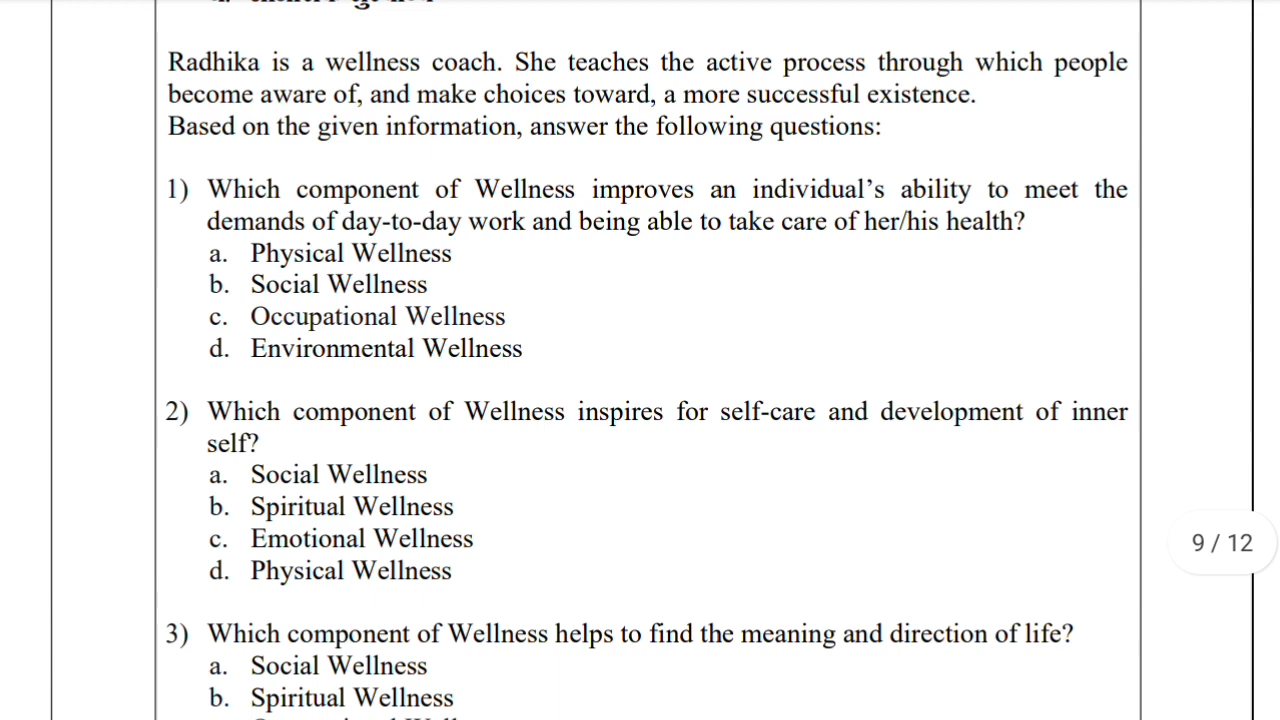 Radhika is a wellness coach. She teaches the active process through which people
become aware of, and make choices toward, a more successful existence.
Based on the given information, answer the following questions:
1) Which component of Wellness improves an individual’s ability to meet the
demands of day-to-day work and being able to take care of her/his health?
a. Physical Wellness
b. Social Wellness
c. Occupational Wellness
d. Environmental Wellness
2) Which component of Wellness inspires for self-care and development of inner
self?
a. Social Wellness
b. Spiritual Wellness
c. Emotional Wellness
d. Physical Wellness
9 / 12
3) Which component of Wellness helps to find the meaning and direction of life?
a. Social Wellness
b. Spiritual Wellness